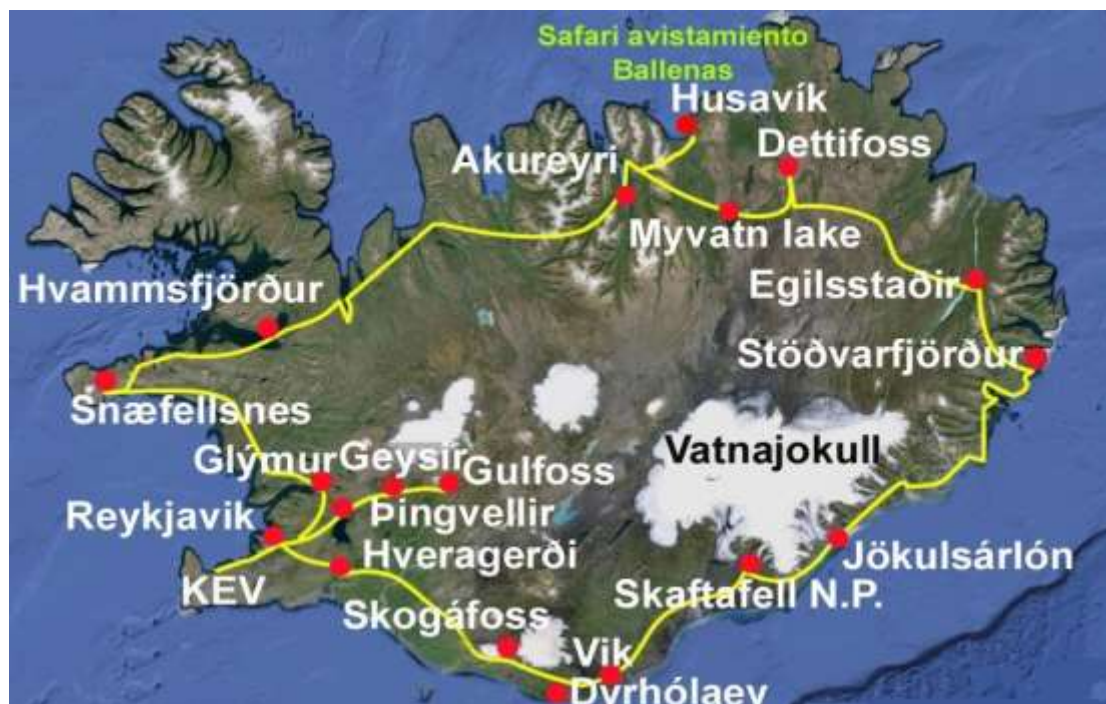 Safari avistamiento
Ballenas
Husavík
Dettifoss
Akureyri
Myvatn lake
Hvammsfjörður
Egilsstaðir
Stöðvarfjörður
Snæfellsnes
Vatnajokull
Glýmur
Geysir
Gulfoss
Reykjavik
Þingvellir
Hveragerði
Jökulsárlón
KEV
Skaftafell N.P.
Skogáfoss
Vik
Dyrhólaey